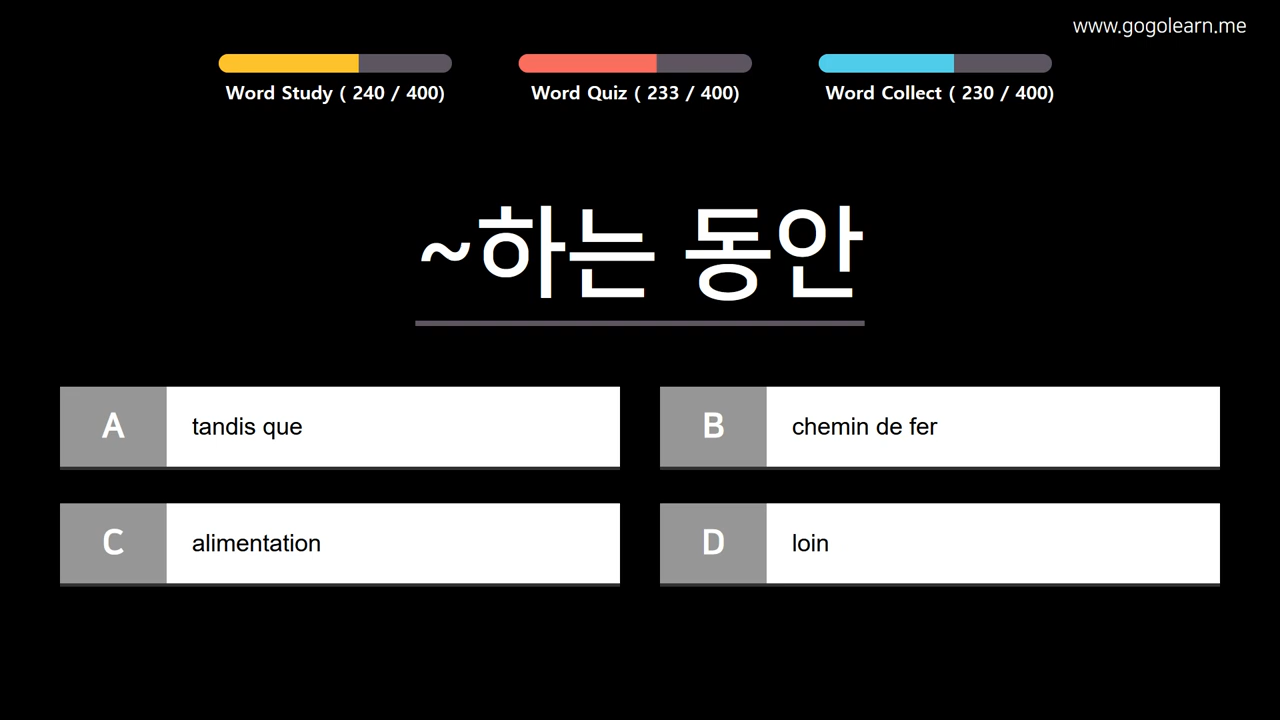 www.gogolearn.me
Word Study ( 240 / 400)
Word Quiz ( 233 / 400)
Word Collect ( 230 / 400)
~하는 동안
A
tandis que
B
chemin de fer
C
alimentation
D
loin